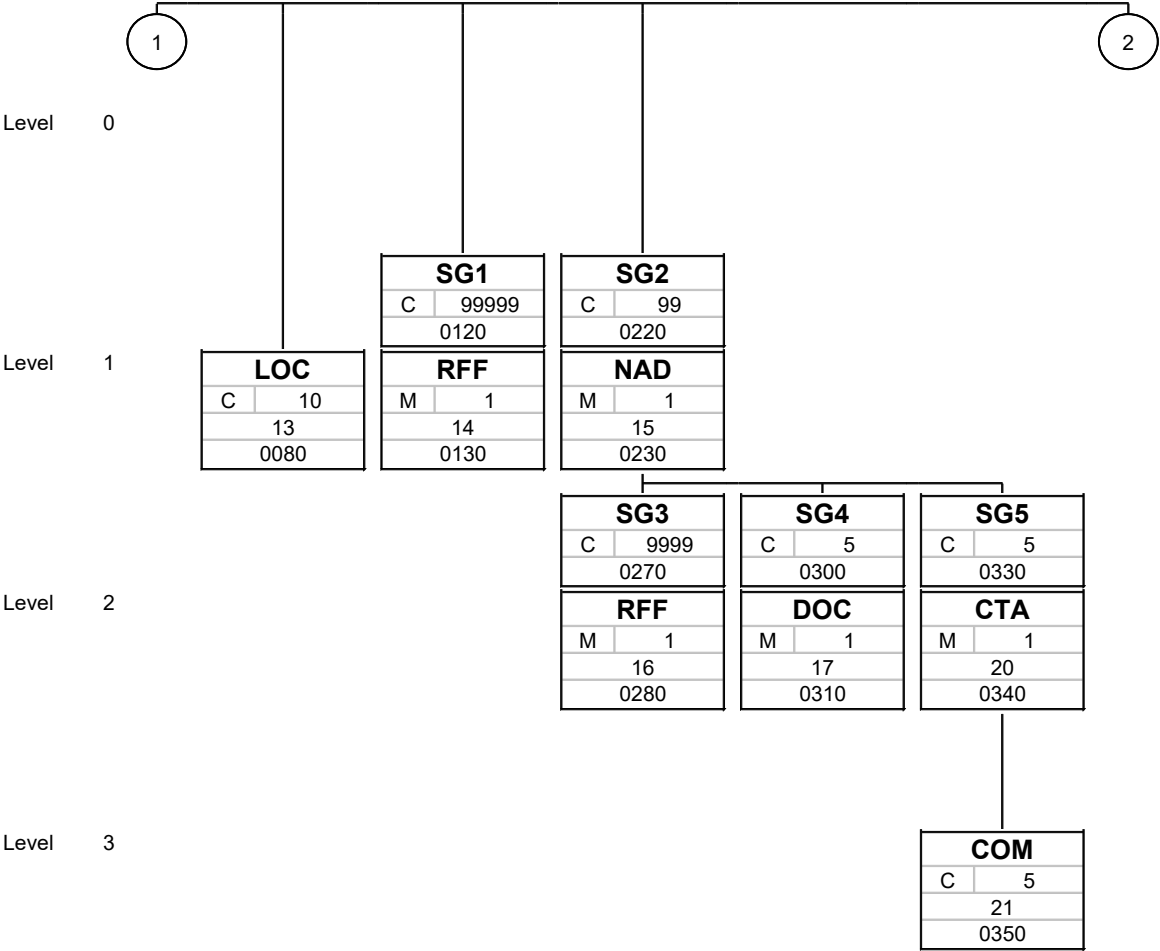 1 2
Level 0
SG1 SG2
C 99999 C 99
0120 0220
Level 1
LOC RFF NAD
C 10 M 1 M 1
13 14 15
0080 0130 0230
SG3 SG4 SG5
C 9999 C 5 C 5
0270 0300 0330
Level 2
RFF DOC CTA
M 1 M 1 M 1
16 17 20
0280 0310 0340
Level 3
COM
C 5
21
0350